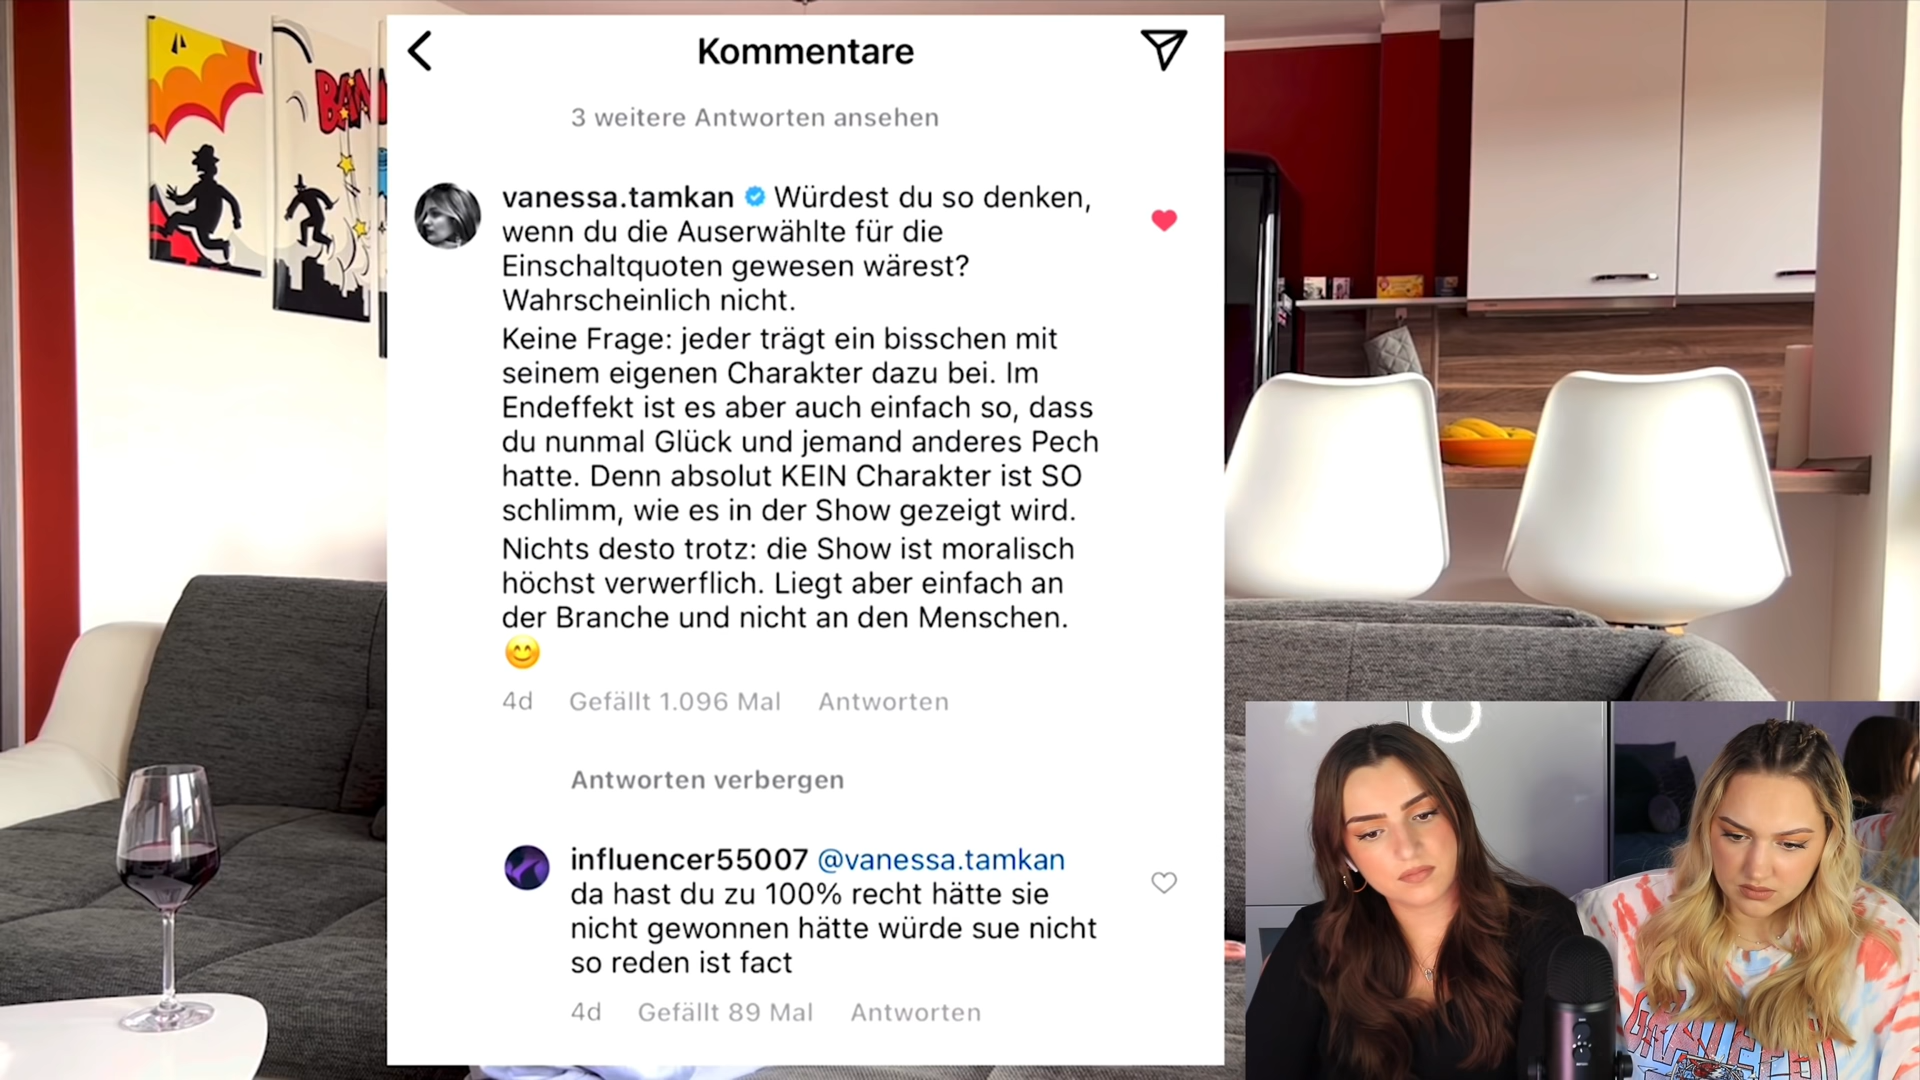 Kommentare
3 weitere Antworten ansehen
vanessa.tamkan Würdest du so denken,
wenn du die Auserwählte für die
Einschaltquoten gewesen wärest?
Wahrscheinlich nicht.
Keine Frage: jeder trägt ein bisschen mit
seinem eigenen Charakter dazu bei. Im
Endeffekt ist es aber auch einfach so, dass
du nunmal Glück und jemand anderes Pech
hatte. Denn absolut KEIN Charakter ist SO
schlimm, wie es in der Show gezeigt wird.
Nichts desto trotz: die Show ist moralisch
höchst verwerflich. Liegt aber einfach an
der Branche und nicht an den Menschen.
😊
4d Gefällt 1.096 Mal Antworten
Antworten verbergen
influencer55007 @vanessa.tamkan
da hast du zu 100% recht hätte sie
nicht gewonnen hätte würde sue nicht
so reden ist fact
4d Gefällt 89 Mal Antworten